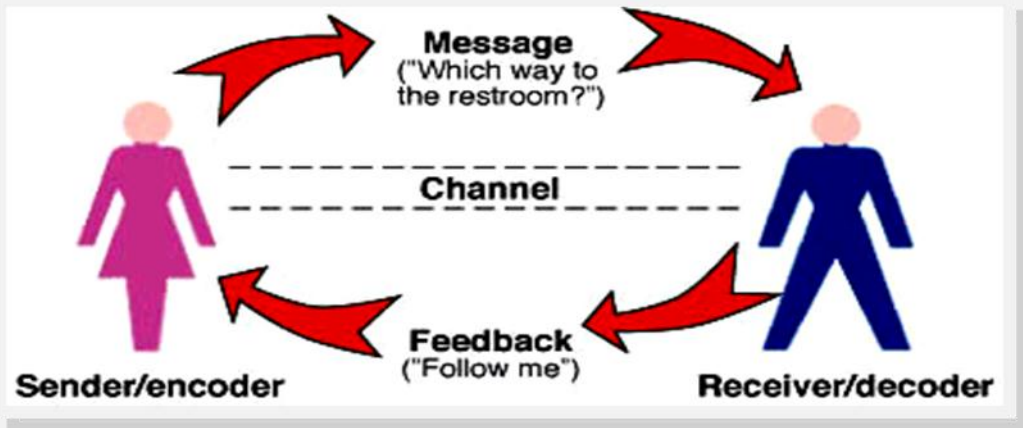 Message
("Which way to
the restroom?")
Channel
Feedback
("Follow me")
Sender/encoder
Receiver/decoder